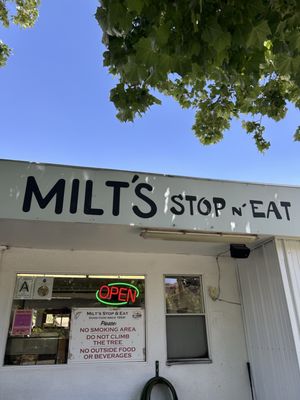 MILT'S STOP N' EAT
A
OPEN
MILT'S STOP & EAT
Please:
NO SMOKING AREA
DO NOT CLIMB
THE TREE
NO OUTSIDE FOOD
OR BEVERAGES